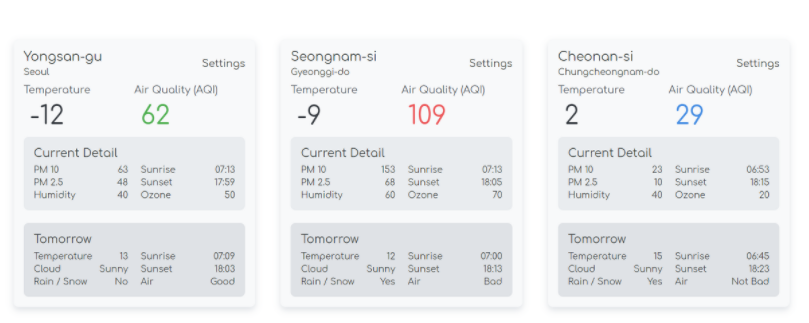 Yongsan-gu
Seoul
Settings
Temperature Air Quality (AQI)
-12 62
Current Detail
PM 10 63 Sunrise 07:13
PM 2.5 48 Sunset 17:59
Humidity 40 Ozone 50
Tomorrow
Temperature 13 Sunrise 07:09
Cloud Sunny Sunset 18:03
Rain / Snow No Air Good
Seongnam-si
Gyeonggi-do
Settings
Temperature Air Quality (AQI)
-9 109
Current Detail
PM 10 153 Sunrise 07:13
PM 2.5 68 Sunset 18:05
Humidity 60 Ozone 70
Tomorrow
Temperature 12 Sunrise 07:00
Cloud Sunny Sunset 18:13
Rain / Snow Yes Air Bad
Cheonan-si
Chungcheongnam-do
Settings
Temperature Air Quality (AQI)
2 29
Current Detail
PM 10 23 Sunrise 06:53
PM 2.5 10 Sunset 18:15
Humidity 40 Ozone 20
Tomorrow
Temperature 15 Sunrise 06:45
Cloud Sunny Sunset 18:23
Rain / Snow Yes Air Not Bad